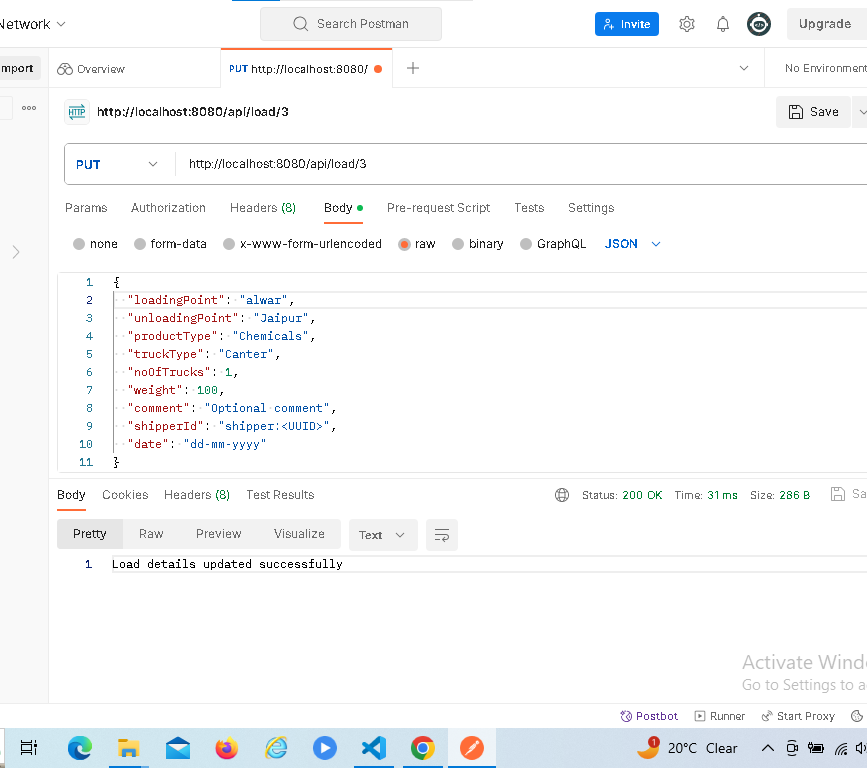 Network
Search Postman
Invite
Upgrade
Import
Overview
PUT http://localhost:8080/
No Environment
HTTP http://localhost:8080/api/load/3
Save
PUT http://localhost:8080/api/load/3
Params Authorization Headers (8) Body Pre-request Script Tests Settings
none form-data x-www-form-urlencoded raw binary GraphQL JSON
1 {
2 "loadingPoint": "alwar",
3 "unloadingPoint": "Jaipur",
4 "productType": "Chemicals",
5 "truckType": "Canter",
6 "noOfTrucks": 1,
7 "weight": 100,
8 "comment": "Optional comment",
9 "shipperId": "shipper:<UUID>",
10 "date": "dd-mm-yyyy"
11 }
Body Cookies Headers (8) Test Results Status: 200 OK Time: 31 ms Size: 286 B Sa
Pretty Raw Preview Visualize Text
1 Load details updated successfully
Activate Windo
Go to Settings to a
Postbot Runner Start Proxy
1 20°C Clear